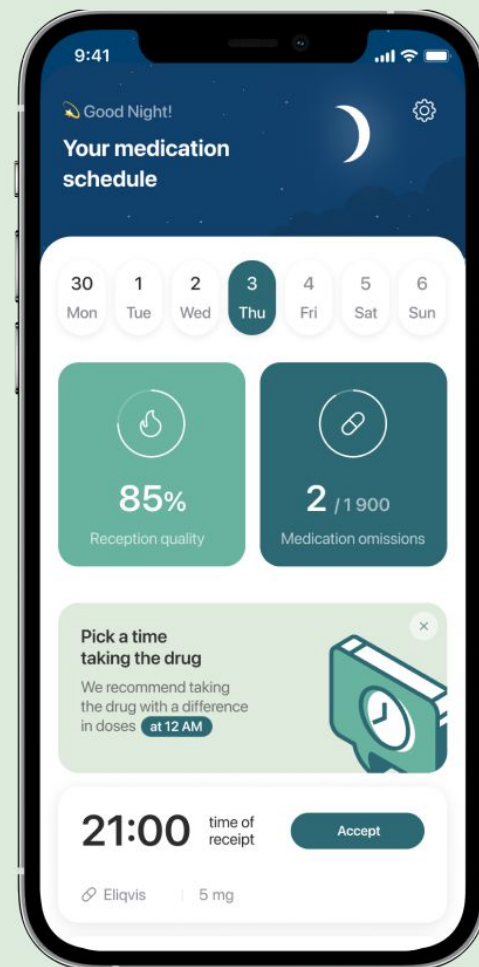 9:41
💫 Good Night!
Your medication
schedule
30 1 2 3 4 5 6
Mon Tue Wed Thu Fri Sat Sun
85%
Reception quality
2 / 1 900
Medication omissions
Pick a time
taking the drug
We recommend taking
the drug with a difference
in doses at 12 AM
21:00
time of
receipt
Accept
Eliqvis 5 mg